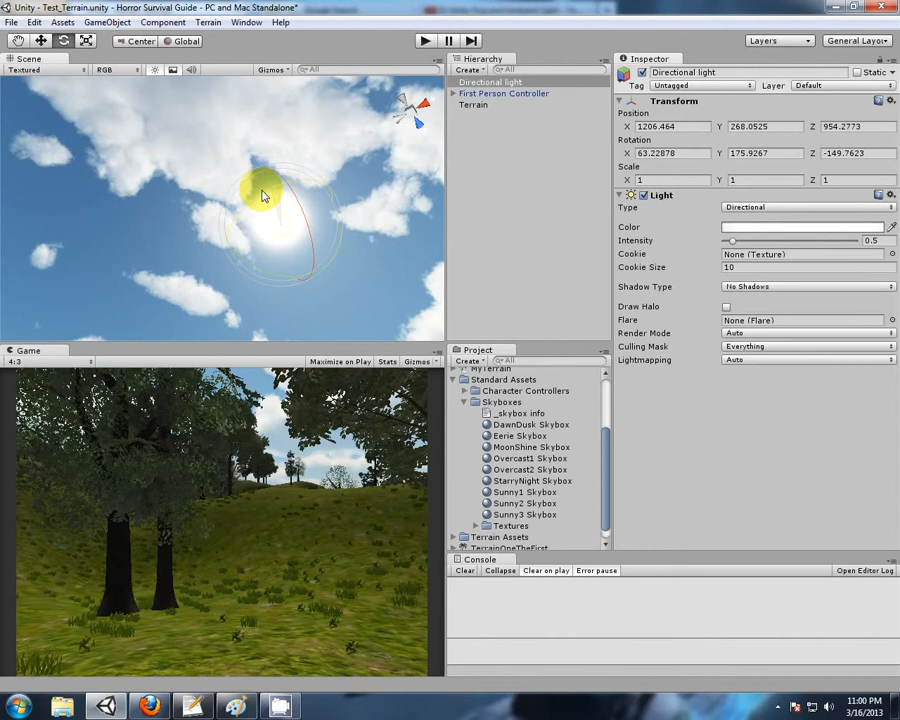 Unity - Test_Terrain.unity - Horror Survival Guide - PC and Mac Standalone*
File Edit Assets GameObject Component Terrain Window Help
Center Global Layers General Layou
Scene
Textured RGB Gizmos All
Hierarchy
Create All
Directional light
First Person Controller
Terrain
Inspector
Directional light Static
Tag Untagged Layer Default
Transform
Position
X 1206.464 Y 268.0525 Z 954.2773
Rotation
X 63.22878 Y 175.9267 Z -149.7623
Scale
X 1 Y 1 Z 1
Light
Type Directional
Color
Intensity 0.5
Cookie None (Texture)
Cookie Size 10
Shadow Type No Shadows
Draw Halo
Flare None (Flare)
Render Mode Auto
Culling Mask Everything
Lightmapping Auto
Game
4:3 Maximize on Play Stats Gizmos
Project
Create All
MyTerrain
Standard Assets
Character Controllers
Skyboxes
_skybox info
DawnDusk Skybox
Eerie Skybox
MoonShine Skybox
Overcast1 Skybox
Overcast2 Skybox
StarryNight Skybox
Sunny1 Skybox
Sunny2 Skybox
Sunny3 Skybox
Textures
Terrain Assets
TerrainOneTheFirst
Console
Clear Collapse Clear on play Error pause Open Editor Log
11:00 PM
3/16/2013